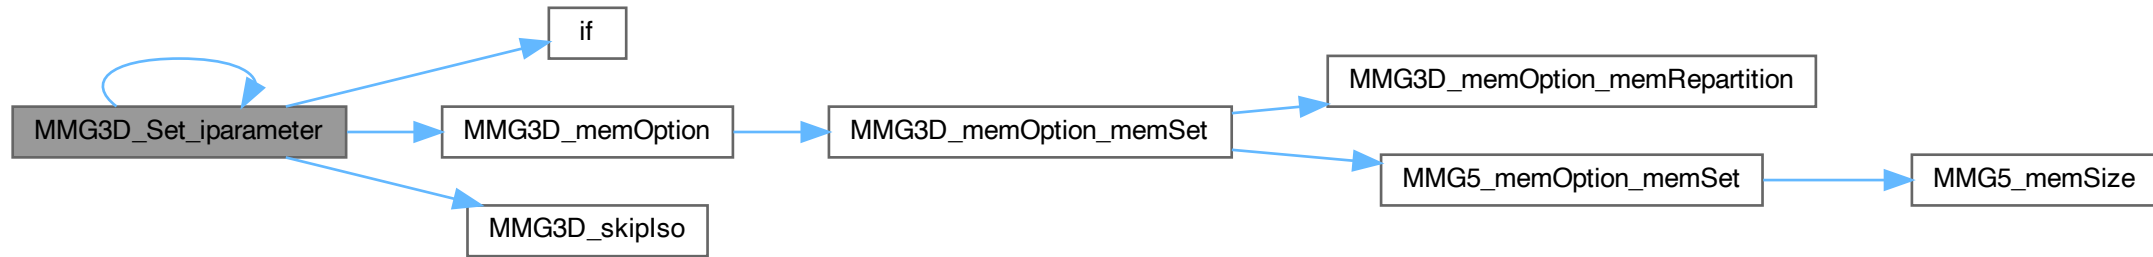 if
MMG3D_memOption_memRepartition
MMG3D_Set_iparameter
MMG3D_memOption
MMG3D_memOption_memSet
MMG5_memOption_memSet
MMG5_memSize
MMG3D_skipIso